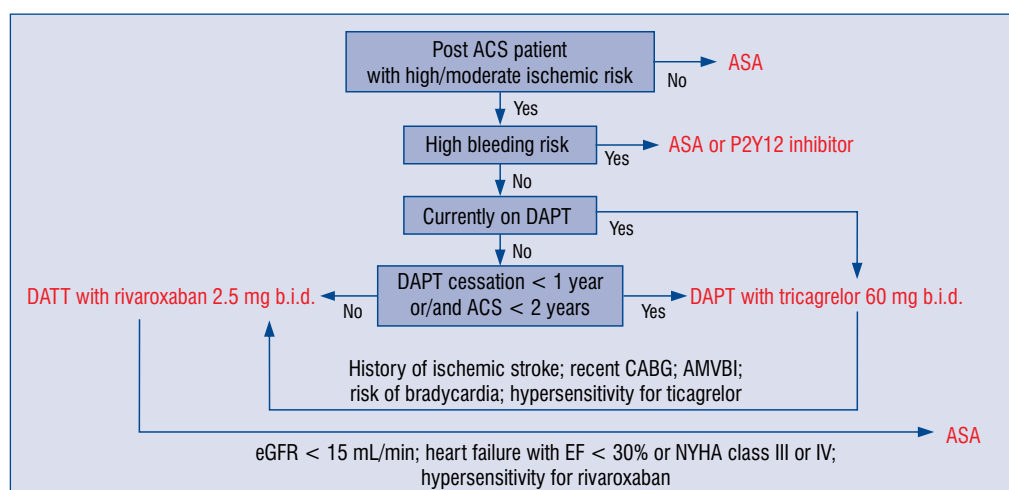 Post ACS patient
with high/moderate ischemic risk
No
ASA
Yes
High bleeding risk
Yes
ASA or P2Y12 inhibitor
No
Currently on DAPT
Yes
No
DAPT cessation < 1 year
or/and ACS < 2 years
DATT with rivaroxaban 2.5 mg b.i.d.
No
Yes
DAPT with tricagrelor 60 mg b.i.d.
History of ischemic stroke; recent CABG; AMVBI;
risk of bradycardia; hypersensitivity for ticagrelor
ASA
eGFR < 15 mL/min; heart failure with EF < 30% or NYHA class III or IV;
hypersensitivity for rivaroxaban